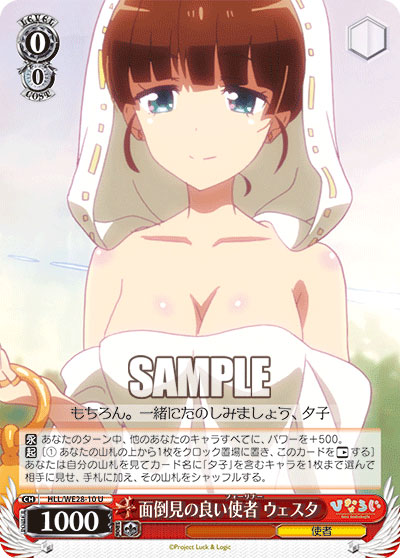 LEVEL
0
0
COST
SAMPLE
もちろん。一緒にたのしみましょう、夕子
永 あなたのターン中、他のあなたのキャラすべてに、パワーを+500。
起 [① あなたの山札の上から1枚をクロック置場に置き、このカードを する]
あなたは自分の山札を見てカード名に「夕子」を含むキャラを1枚まで選んで
相手に見せ、手札に加え、その山札をシャッフルする。
CH HLL/WE28-10 U
フォーリナー
面倒見の良い使者 ウェスタ
ひなろじ
1000
使者
©Project Luck & Logic